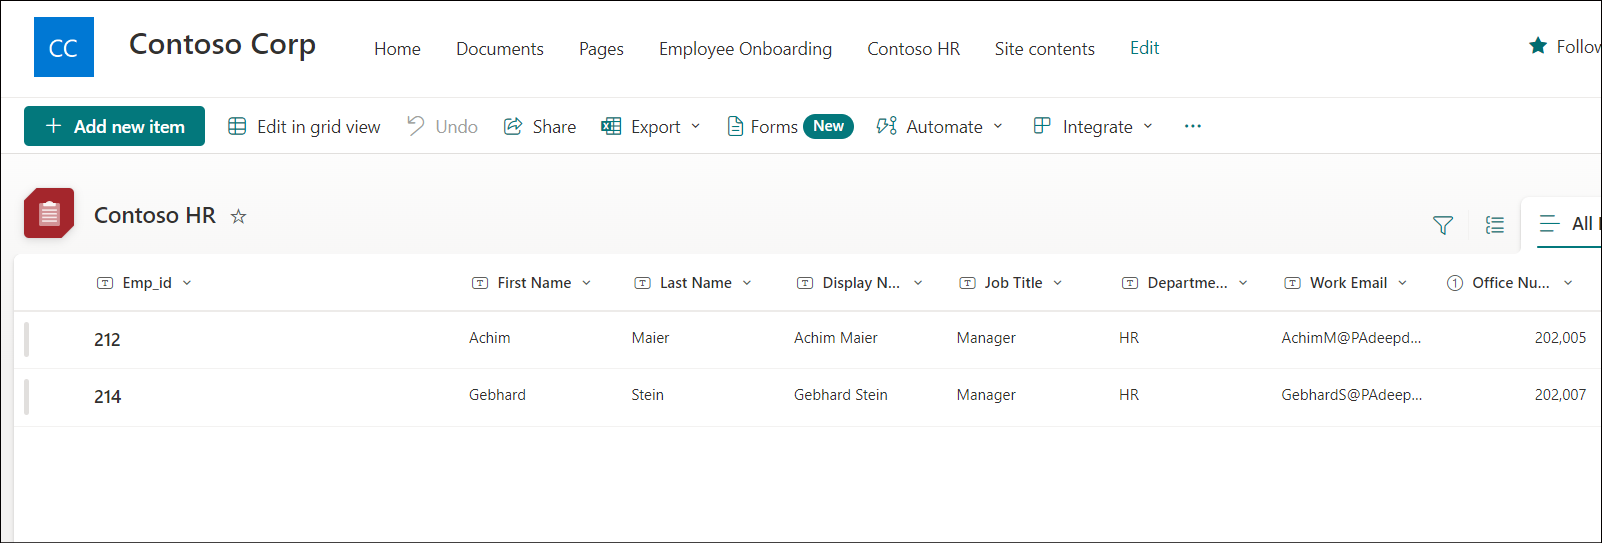 CC Contoso Corp Home Documents Pages Employee Onboarding Contoso HR Site contents Edit Follow
+ Add new item Edit in grid view Undo Share Export Forms New Automate Integrate ...
Contoso HR All
Emp_id First Name Last Name Display N... Job Title Departme... Work Email Office Nu...
212 Achim Maier Achim Maier Manager HR AchimM@PAdeepd... 202,005
214 Gebhard Stein Gebhard Stein Manager HR GebhardS@PAdeep... 202,007